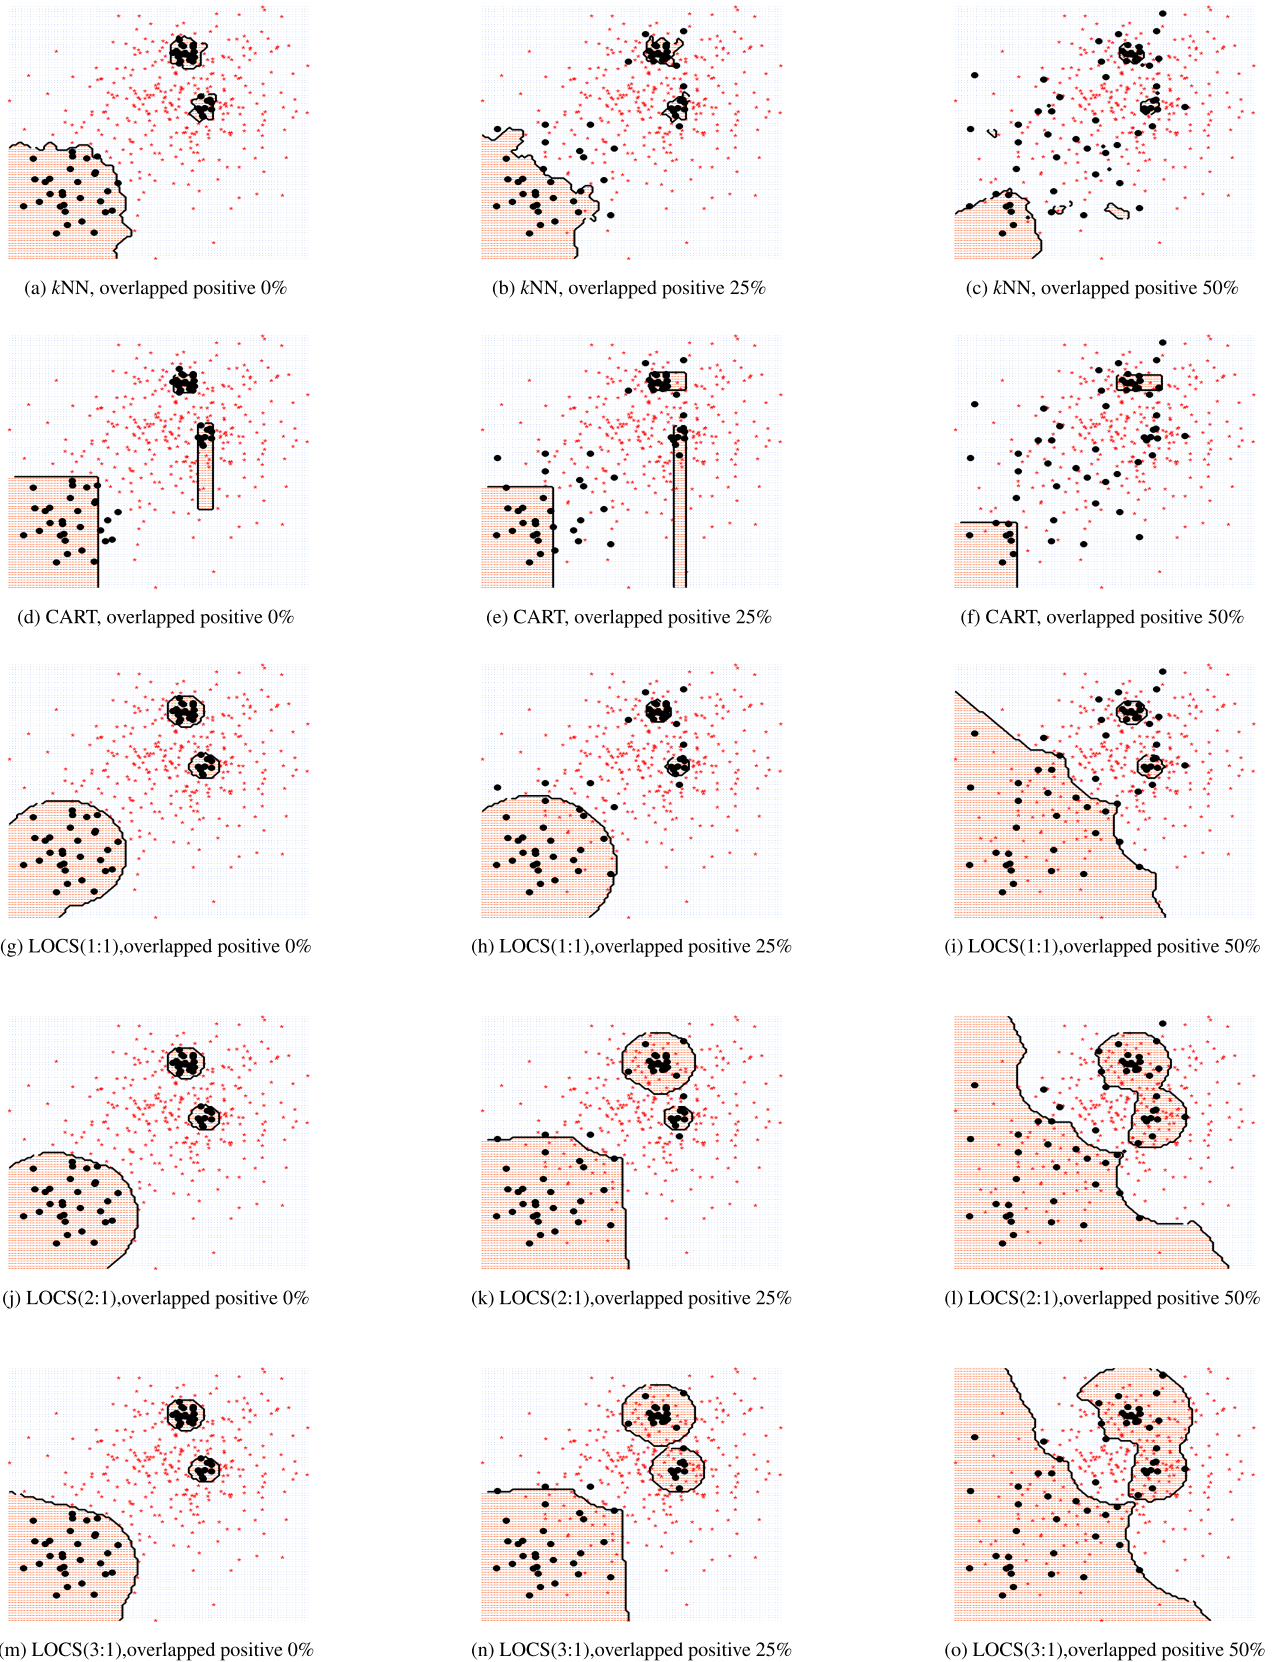 (a) kNN, overlapped positive 0%
(b) kNN, overlapped positive 25%
(c) kNN, overlapped positive 50%
(d) CART, overlapped positive 0%
(e) CART, overlapped positive 25%
(f) CART, overlapped positive 50%
(g) LOCS(1:1),overlapped positive 0%
(h) LOCS(1:1),overlapped positive 25%
(i) LOCS(1:1),overlapped positive 50%
(j) LOCS(2:1),overlapped positive 0%
(k) LOCS(2:1),overlapped positive 25%
(l) LOCS(2:1),overlapped positive 50%
(m) LOCS(3:1),overlapped positive 0%
(n) LOCS(3:1),overlapped positive 25%
(o) LOCS(3:1),overlapped positive 50%